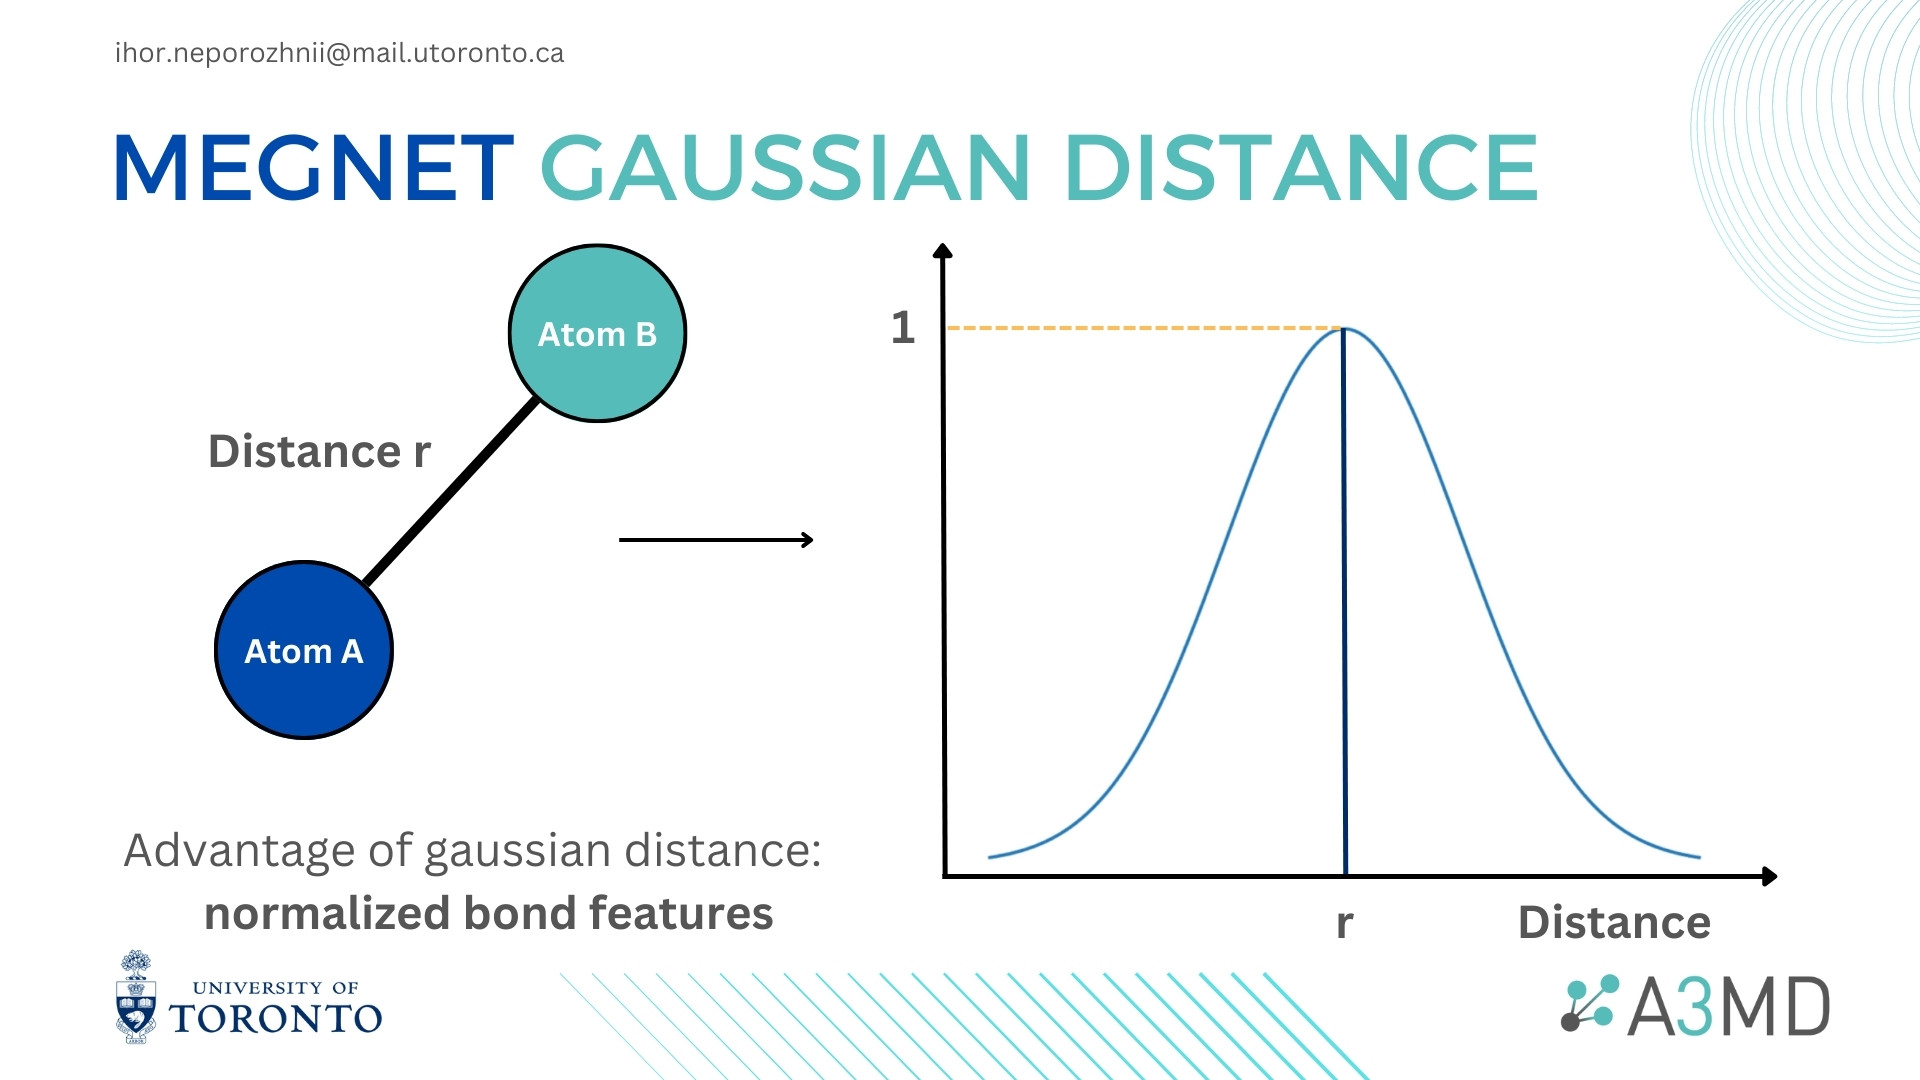 ihor.neporozhnii@mail.utoronto.ca
MEGNET GAUSSIAN DISTANCE
Atom B
Distance r
Atom A
1
r
Distance
Advantage of gaussian distance:
normalized bond features
UNIVERSITY OF
TORONTO
A3MD